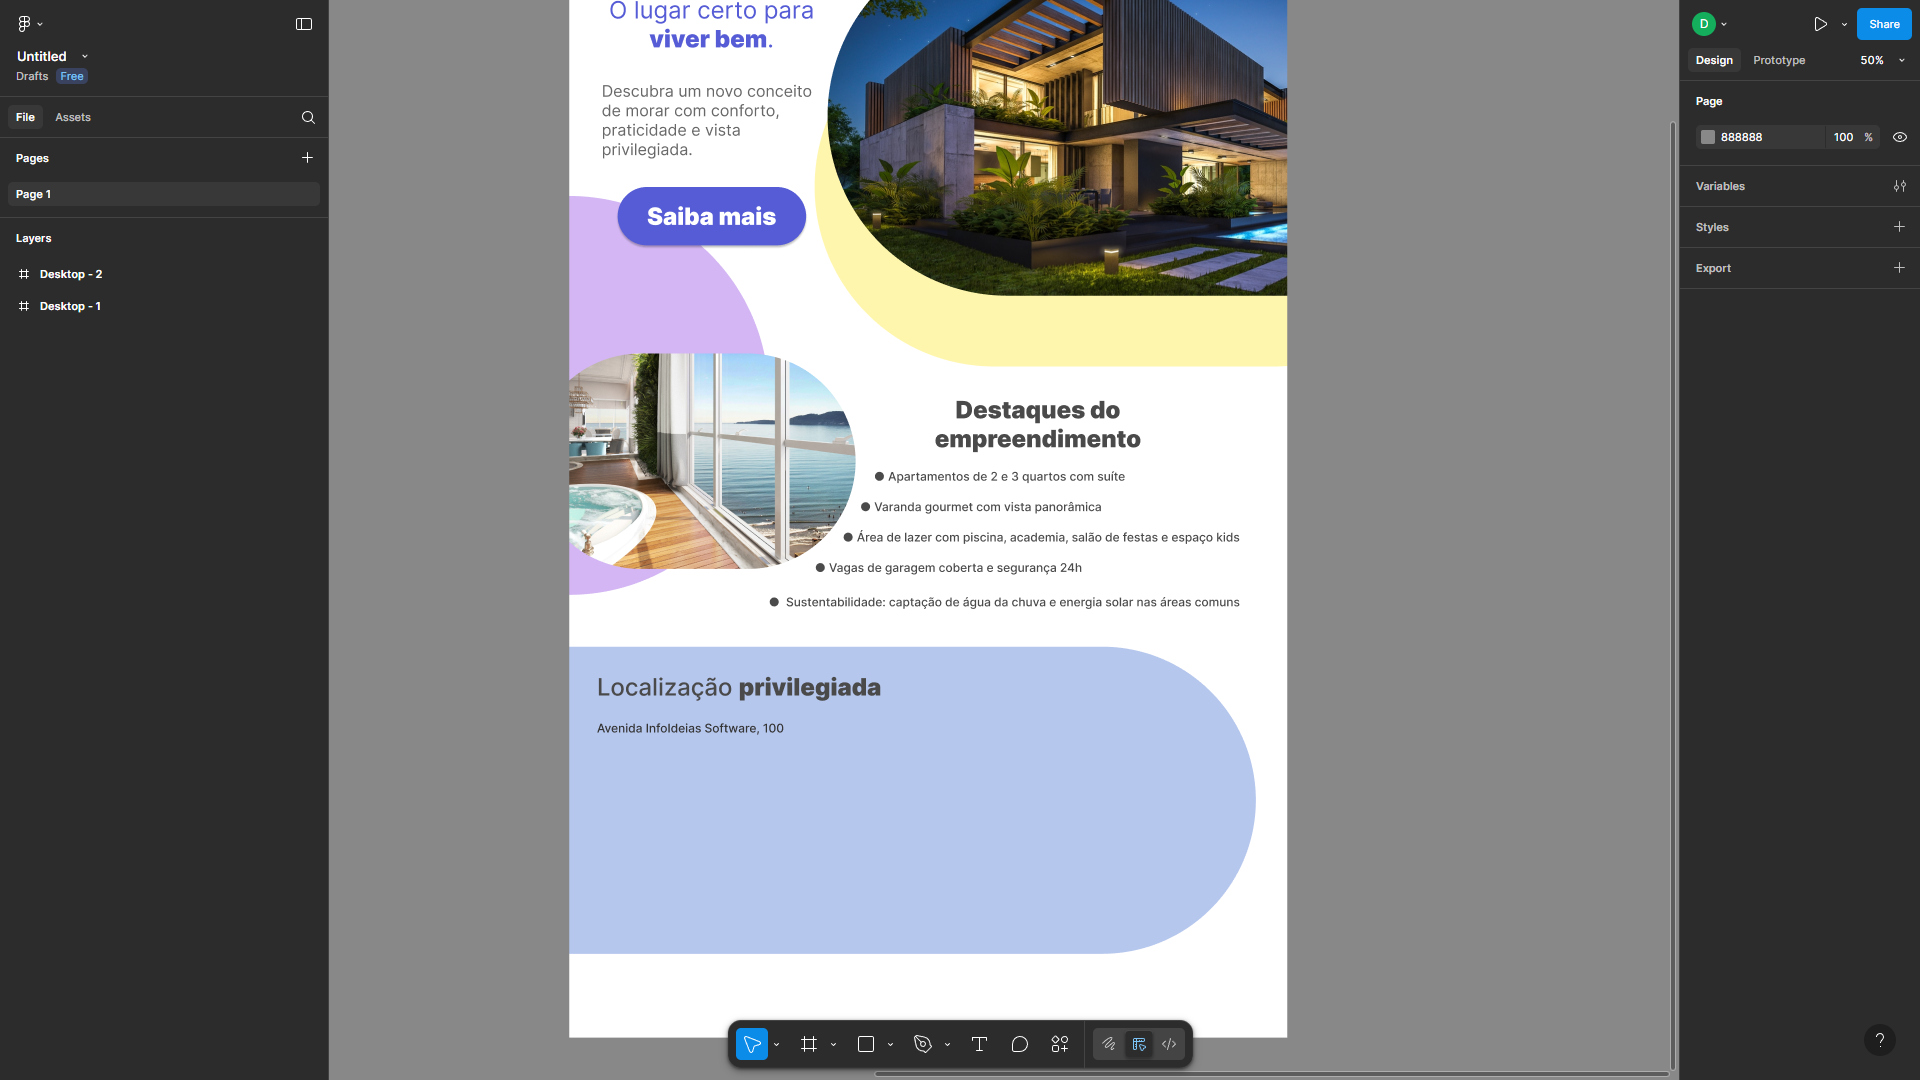 Untitled
Drafts Free
File Assets
Pages
Page 1
Layers
Desktop - 2
Desktop - 1
O lugar certo para
viver bem.
Descubra um novo conceito
de morar com conforto,
praticidade e vista
privilegiada.
Saiba mais
Destaques do
empreendimento
● Apartamentos de 2 e 3 quartos com suíte
● Varanda gourmet com vista panorâmica
● Área de lazer com piscina, academia, salão de festas e espaço kids
● Vagas de garagem coberta e segurança 24h
● Sustentabilidade: captação de água da chuva e energia solar nas áreas comuns
Localização privilegiada
Avenida InfoIdeias Software, 100
D
Share
Design Prototype 50%
Page
888888 100 %
Variables
Styles
Export
?